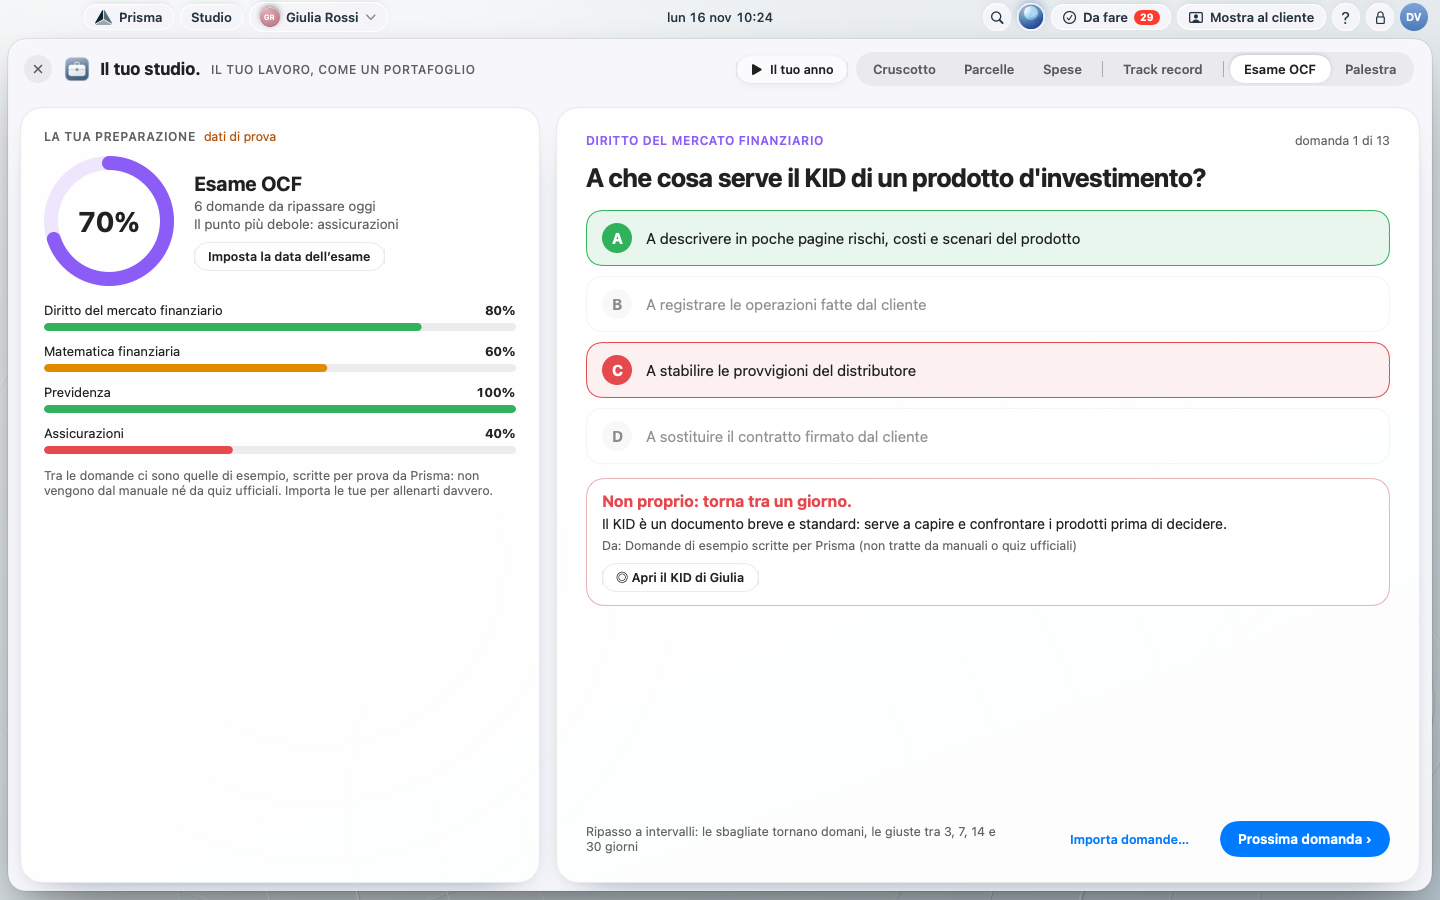 Prisma
Studio
GR
Giulia Rossi
lun 16 nov 10:24
Da fare 29
Mostra al cliente
?
DV
Il tuo studio. IL TUO LAVORO, COME UN PORTAFOGLIO
Il tuo anno
Cruscotto
Parcelle
Spese
Track record
Esame OCF
Palestra
LA TUA PREPARAZIONE dati di prova
70%
Esame OCF
6 domande da ripassare oggi
Il punto più debole: assicurazioni
Imposta la data dell'esame
Diritto del mercato finanziario 80%
Matematica finanziaria 60%
Previdenza 100%
Assicurazioni 40%
Tra le domande ci sono quelle di esempio, scritte per prova da Prisma: non
vengono dal manuale né da quiz ufficiali. Importa le tue per allenarti davvero.
DIRITTO DEL MERCATO FINANZIARIO
domanda 1 di 13
A che cosa serve il KID di un prodotto d'investimento?
A A descrivere in poche pagine rischi, costi e scenari del prodotto
B A registrare le operazioni fatte dal cliente
C A stabilire le provvigioni del distributore
D A sostituire il contratto firmato dal cliente
Non proprio: torna tra un giorno.
Il KID è un documento breve e standard: serve a capire e confrontare i prodotti prima di decidere.
Da: Domande di esempio scritte per Prisma (non tratte da manuali o quiz ufficiali)
Apri il KID di Giulia
Ripasso a intervalli: le sbagliate tornano domani, le giuste tra 3, 7, 14 e
30 giorni
Importa domande...
Prossima domanda ›